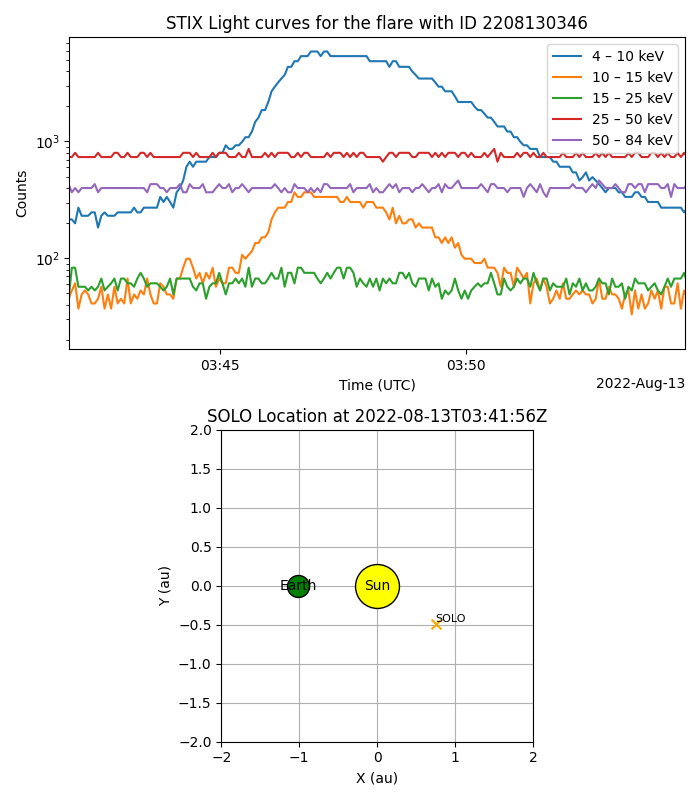 STIX Light curves for the flare with ID 2208130346
4 – 10 keV
10 – 15 keV
15 – 25 keV
25 – 50 keV
50 – 84 keV
10³
10²
Counts
03:45
03:50
Time (UTC)
2022-Aug-13
SOLO Location at 2022-08-13T03:41:56Z
2.0
1.5
1.0
0.5
0.0
−0.5
−1.0
−1.5
−2.0
Y (au)
Earth
Sun
SOLO
−2
−1
0
1
2
X (au)